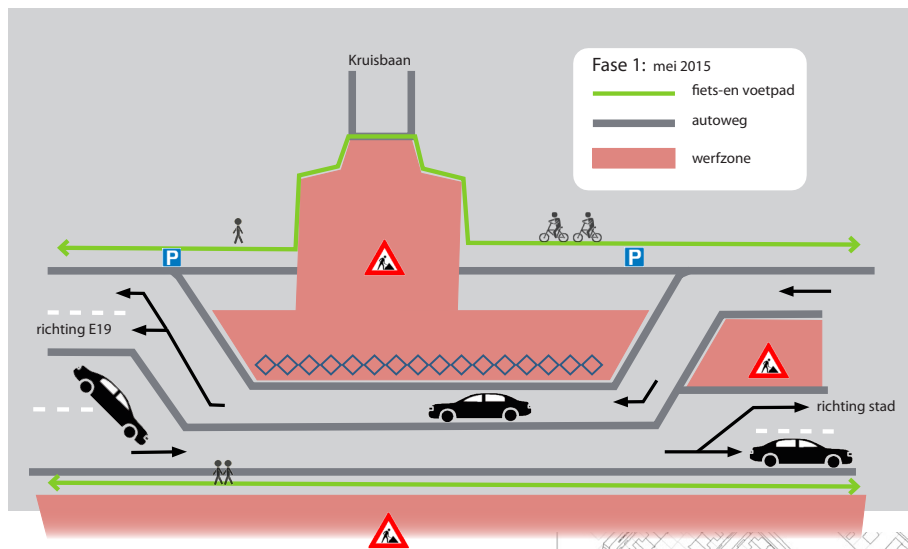 Kruisbaan
Fase 1: mei 2015
fiets-en voetpad
autoweg
werfzone
P
P
richting E19
richting stad